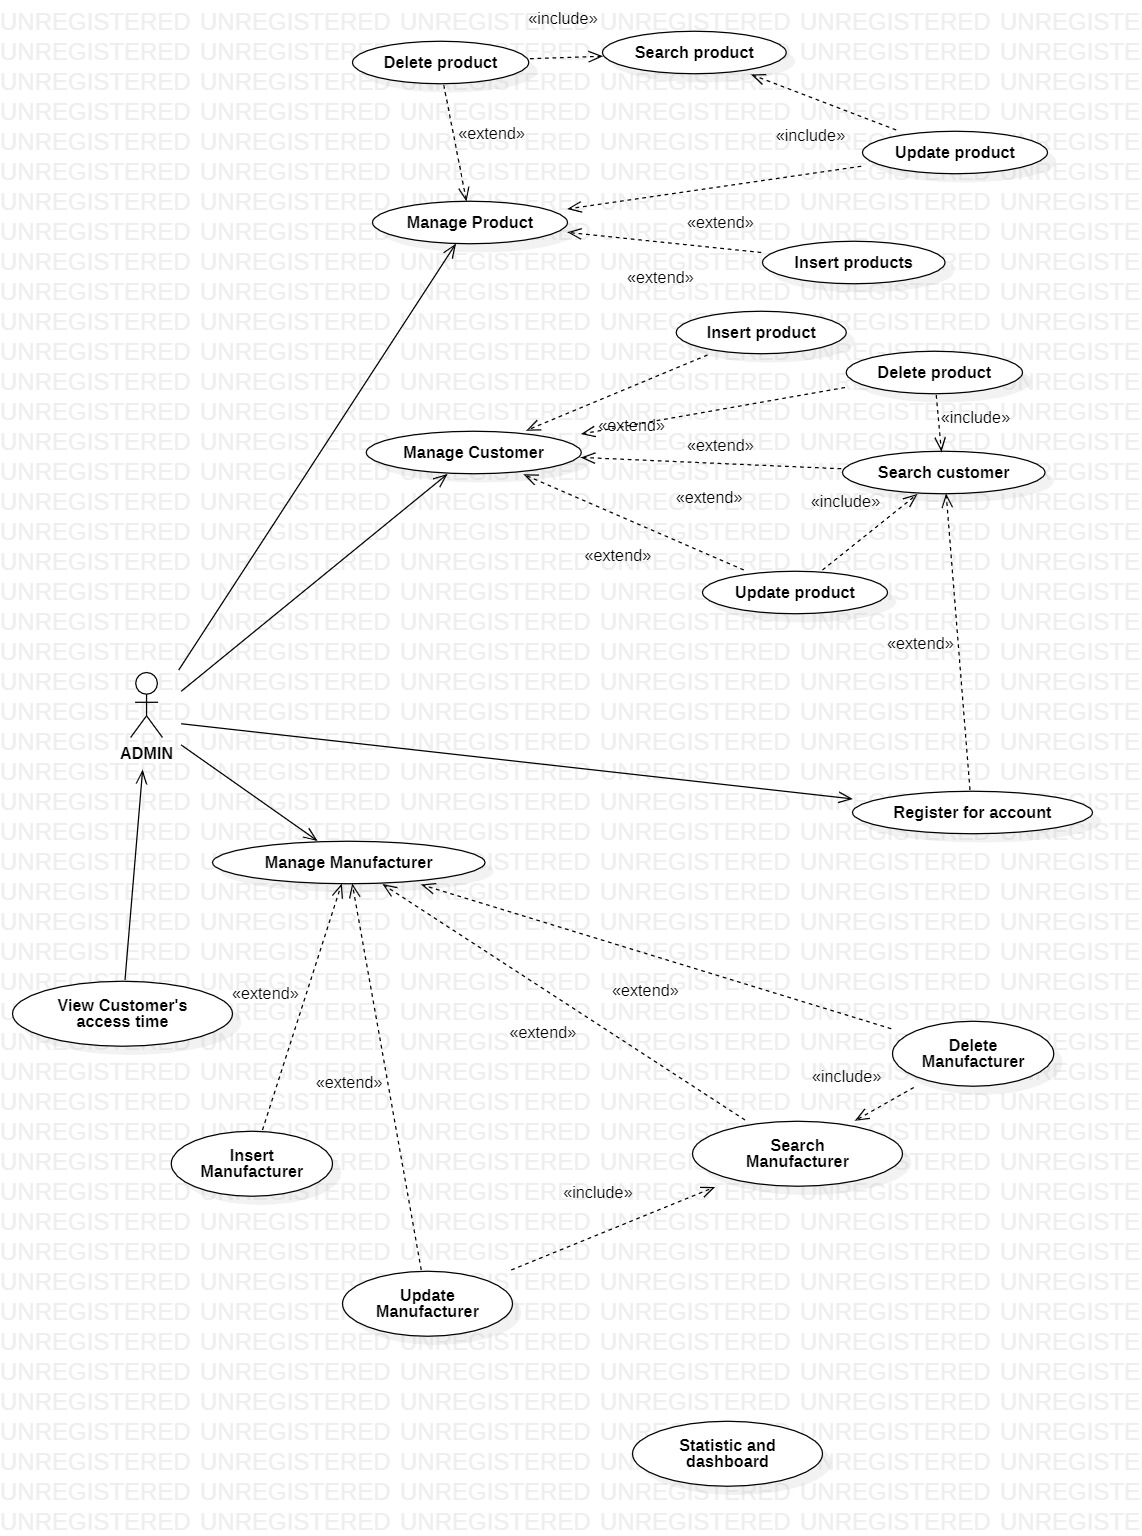 «include»
Delete product
Search product
«extend»
«include»
Update product
Manage Product
«extend»
Insert products
«extend»
Insert product
Delete product
«include»
«extend»
Manage Customer
«extend»
Search customer
«extend»
«include»
«extend»
Update product
«extend»
ADMIN
Register for account
Manage Manufacturer
View Customer's
access time
«extend»
«extend»
«extend»
Delete
Manufacturer
«include»
«extend»
Insert
Manufacturer
Search
Manufacturer
«include»
Update
Manufacturer
Statistic and
dashboard
UNREGISTERED